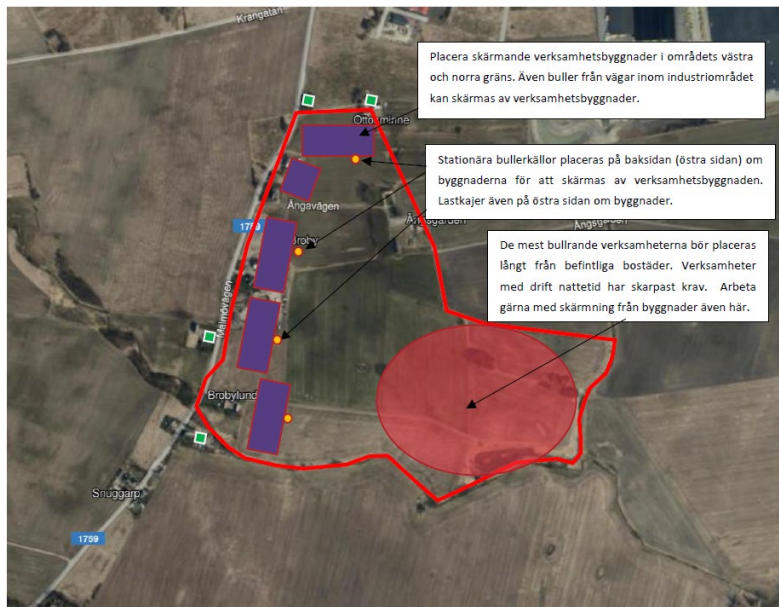 Krangatan
Placera skärmande verksamhetsbyggnader i områdets västra
och norra gräns. Även buller från vägar inom industriområdet
kan skärmas av verksamhetsbyggnader.
Stationära bullerkällor placeras på baksidan (östra sidan) om
byggnaderna för att skärmas av verksamhetsbyggnaden.
Lastkajer även på östra sidan om byggnader.
Ångavägen
1759
Broby
De mest bullrande verksamheterna bör placeras
långt från befintliga bostäder. Verksamheter
med drift nattetid har skarpast krav. Arbeta
gärna med skärmning från byggnader även här.
Malmövägen
Brobylund
Snuggarp
1759